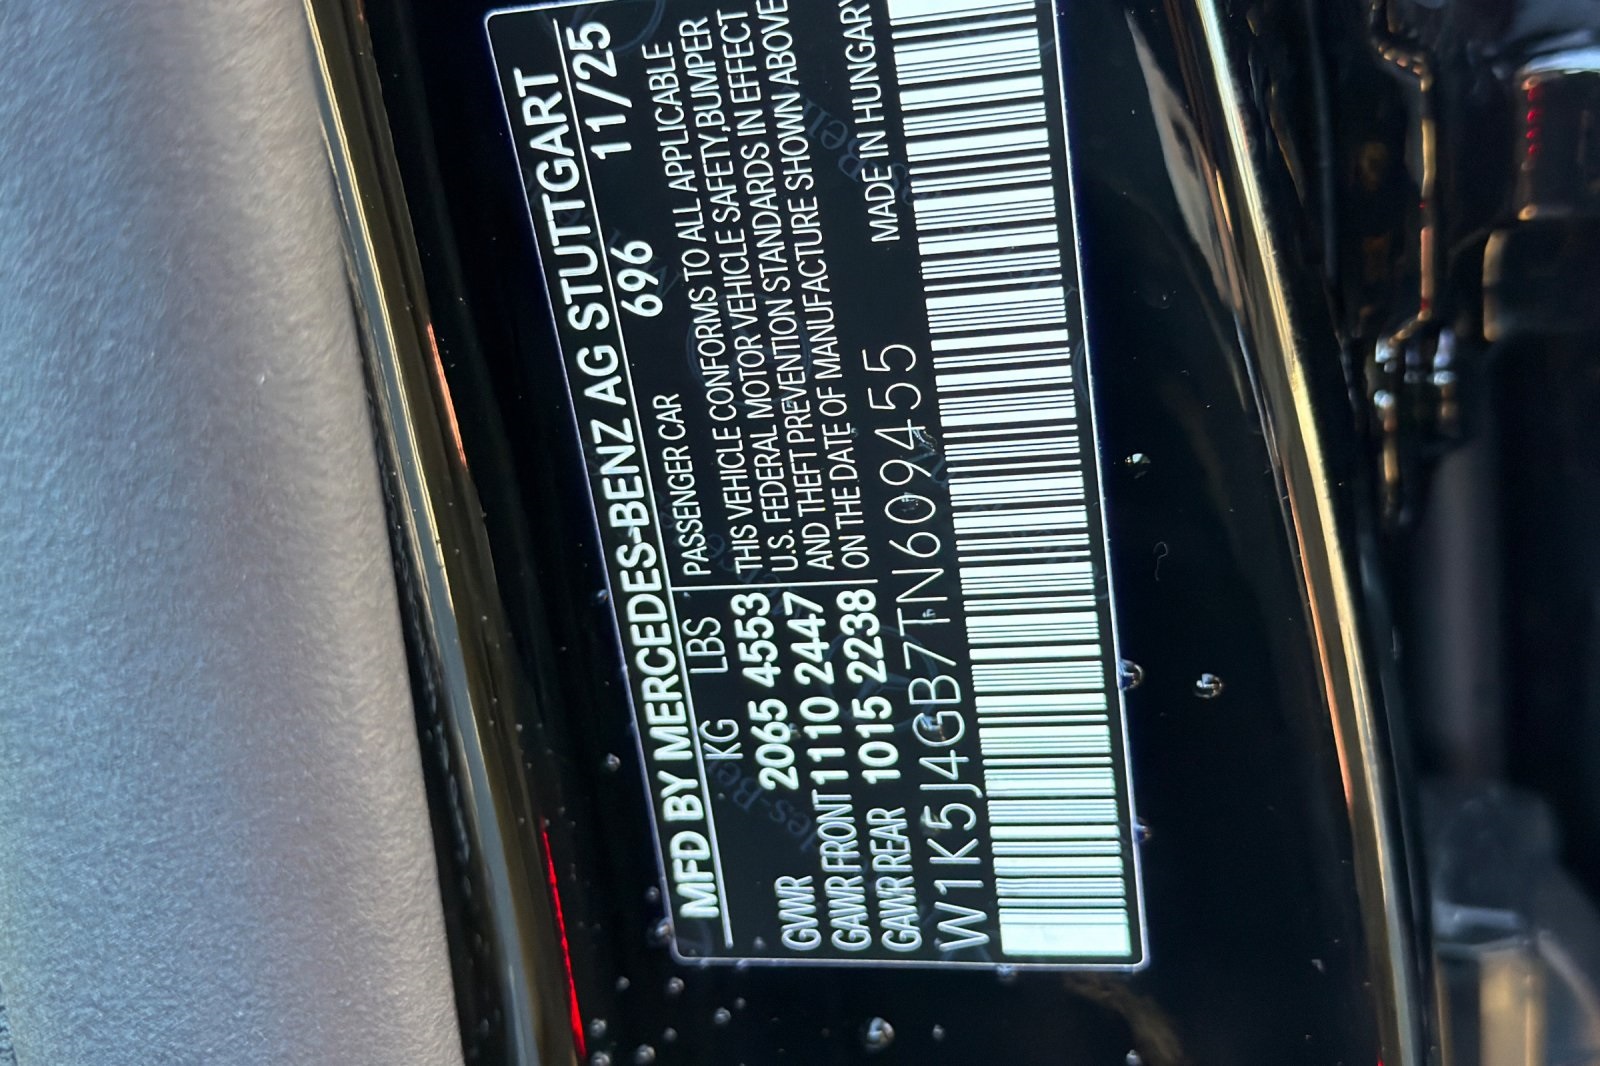 MFD BY MERCEDES-BENZ AG STUTTGART
KG LBS 696 11/25
GVWR 2065 4553 PASSENGER CAR
GAWR FRONT 1110 2447 THIS VEHICLE CONFORMS TO ALL APPLICABLE
GAWR REAR 1015 2238 U.S. FEDERAL MOTOR VEHICLE SAFETY,BUMPER
AND THEFT PREVENTION STANDARDS IN EFFECT
ON THE DATE OF MANUFACTURE SHOWN ABOVE
MADE IN HUNGARY
W1K5J4GB7TN609455